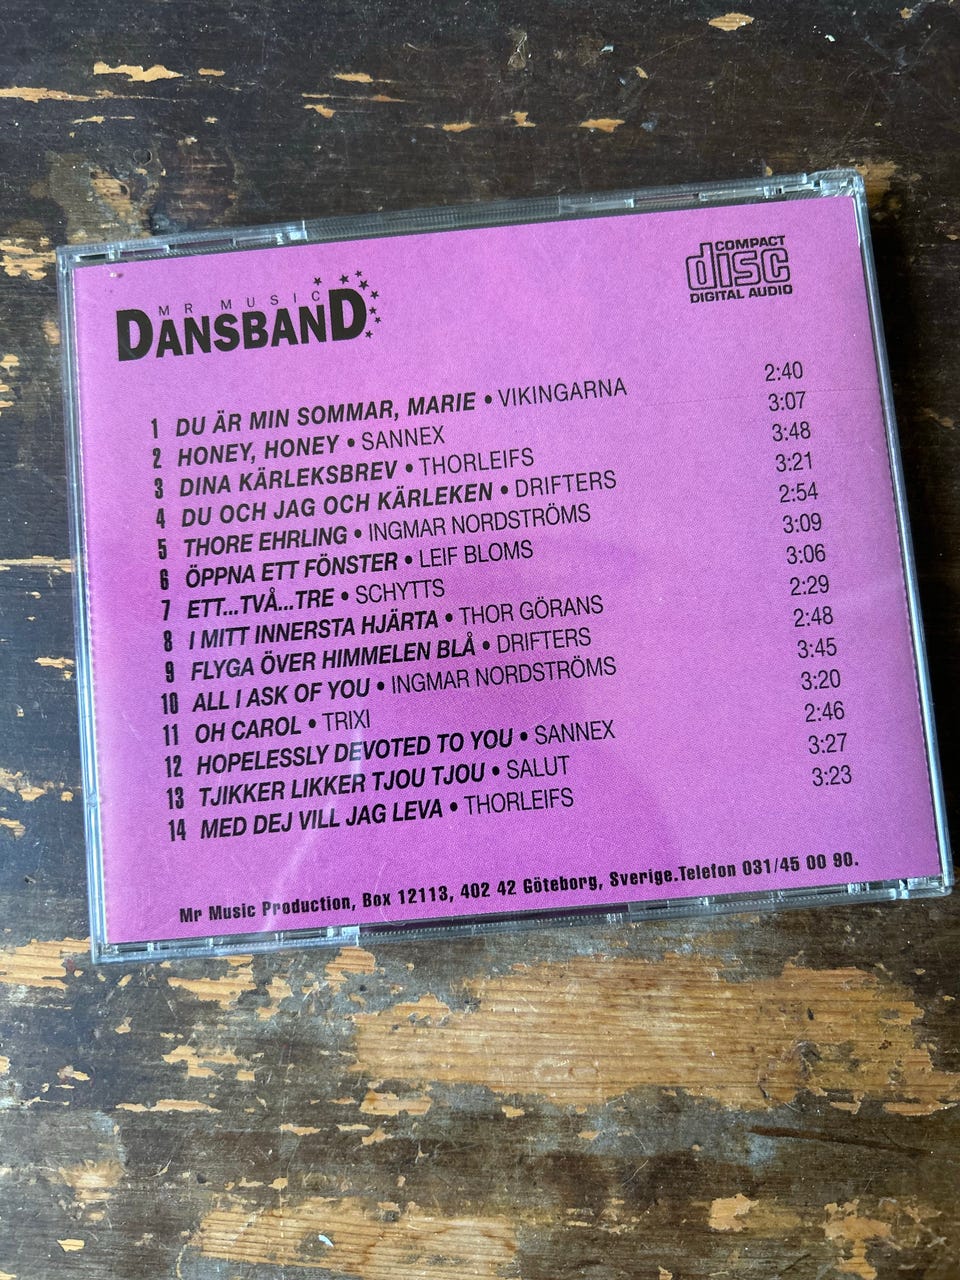 MR MUSIC
DANSBAND
COMPACT
disc
DIGITAL AUDIO
1 DU ÄR MIN SOMMAR, MARIE • VIKINGARNA 2:40
2 HONEY, HONEY • SANNEX 3:07
3 DINA KÄRLEKSBREV • THORLEIFS 3:48
4 DU OCH JAG OCH KÄRLEKEN • DRIFTERS 3:21
5 THORE EHRLING • INGMAR NORDSTRÖMS 2:54
6 ÖPPNA ETT FÖNSTER • LEIF BLOMS 3:09
7 ETT...TVÅ...TRE • SCHYTTS 3:06
8 I MITT INNERSTA HJÄRTA • THOR GÖRANS 2:29
9 FLYGA ÖVER HIMMELEN BLÅ • DRIFTERS 2:48
10 ALL I ASK OF YOU • INGMAR NORDSTRÖMS 3:45
11 OH CAROL • TRIXI 3:20
12 HOPELESSLY DEVOTED TO YOU • SANNEX 2:46
13 TJIKKER LIKKER TJOU TJOU • SALUT 3:27
14 MED DEJ VILL JAG LEVA • THORLEIFS 3:23
Mr Music Production, Box 12113, 402 42 Göteborg, Sverige.Telefon 031/45 00 90.